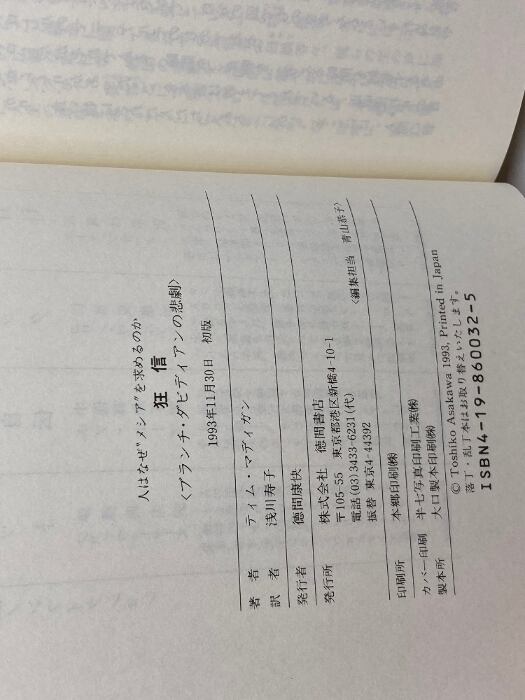 人はなぜ"メシア"を求めるのか
狂信
〈ブランチ・ダビディアンの悲劇〉
1993年11月30日　初版
著者　ティム・マディガン
訳者　浅川寿子
発行者　徳間康快
発行所　株式会社　徳間書店
〒105-55　東京都港区新橋4-10-1
電話(03)3433-6231(代)
振替　東京4-44392
〈編集担当　青山恭子〉
印刷所　本郷印刷㈱
カバー印刷　半七写真印刷工業㈱
製本所　大口製本印刷㈱
© Toshiko Asakawa 1993, Printed in Japan
落丁・乱丁本はお取り替えいたします。
ISBN4-19-860032-5